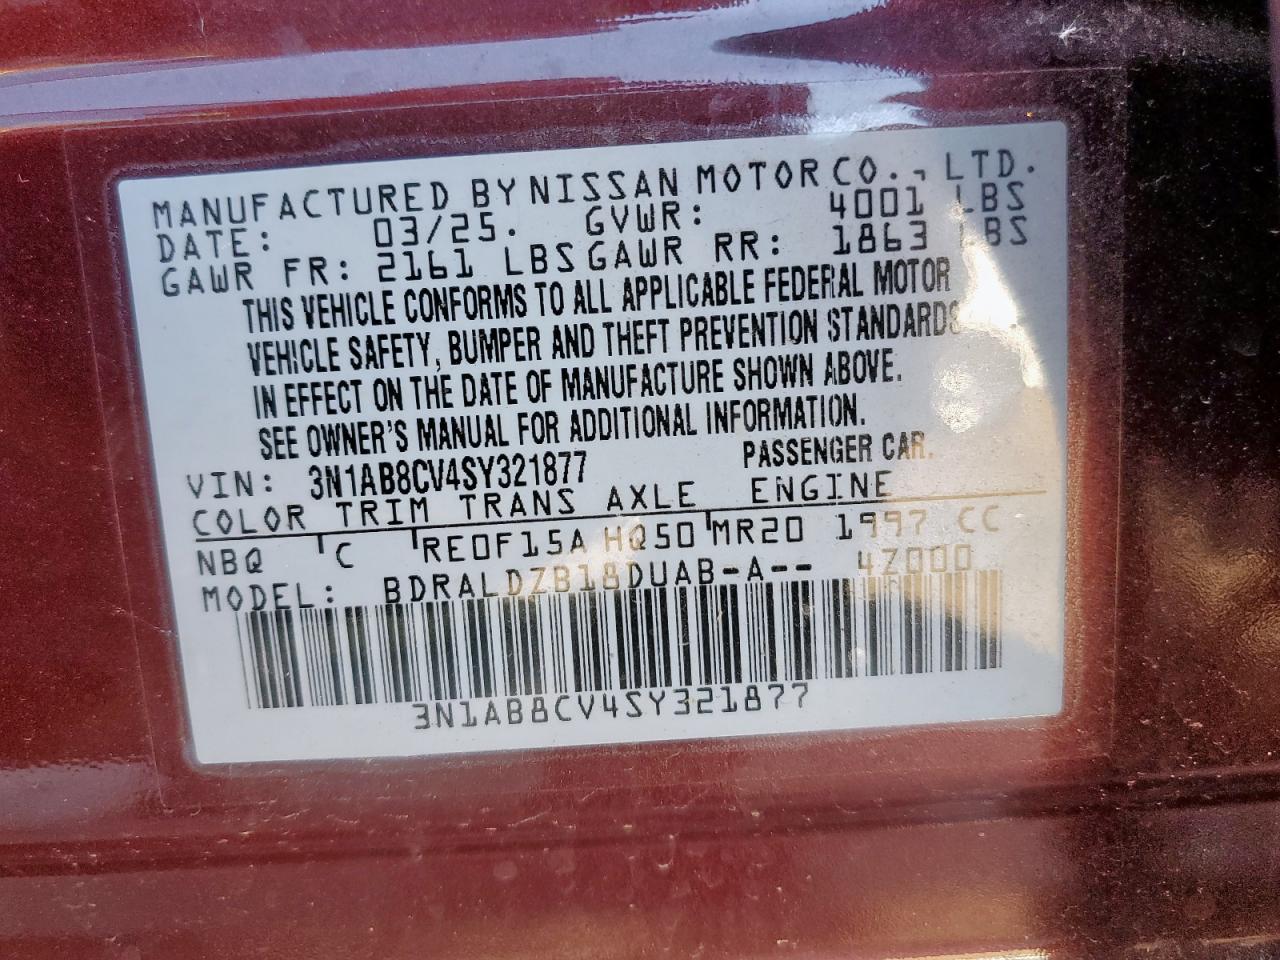 MANUFACTURED BY NISSAN MOTOR CO., LTD.
DATE: 03/25. GVWR: 4001 LBS
GAWR FR: 2161 LBS GAWR RR: 1863 LBS
THIS VEHICLE CONFORMS TO ALL APPLICABLE FEDERAL MOTOR
VEHICLE SAFETY, BUMPER AND THEFT PREVENTION STANDARDS
IN EFFECT ON THE DATE OF MANUFACTURE SHOWN ABOVE.
SEE OWNER'S MANUAL FOR ADDITIONAL INFORMATION.
VIN: 3N1AB8CV4SY321877 PASSENGER CAR.
COLOR TRIM TRANS AXLE ENGINE
NBQ C RE0F15A HQ50 MR20 1997 CC
MODEL: BDRALDZB18DUAB-A-- 4Z000
3N1AB8CV4SY321877